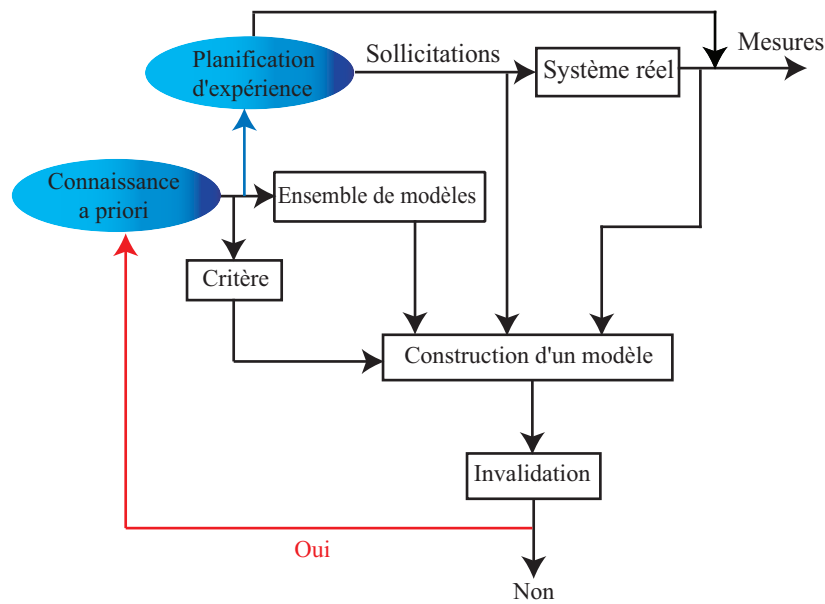 Planification
d'expérience
Sollicitations
Système réel
Mesures
Connaissance
a priori
Ensemble de modèles
Critère
Construction d'un modèle
Invalidation
Oui
Non